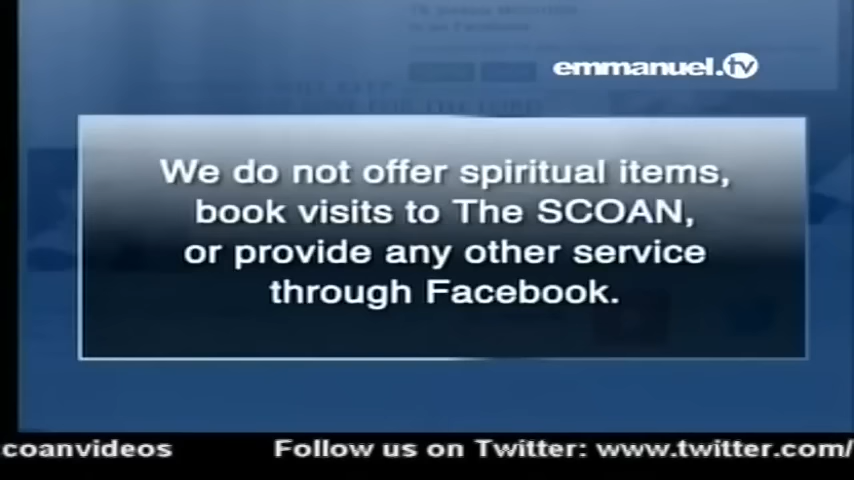 emmanuel.tv
We do not offer spiritual items,
book visits to The SCOAN,
or provide any other service
through Facebook.
coanvideos Follow us on Twitter: www.twitter.com/